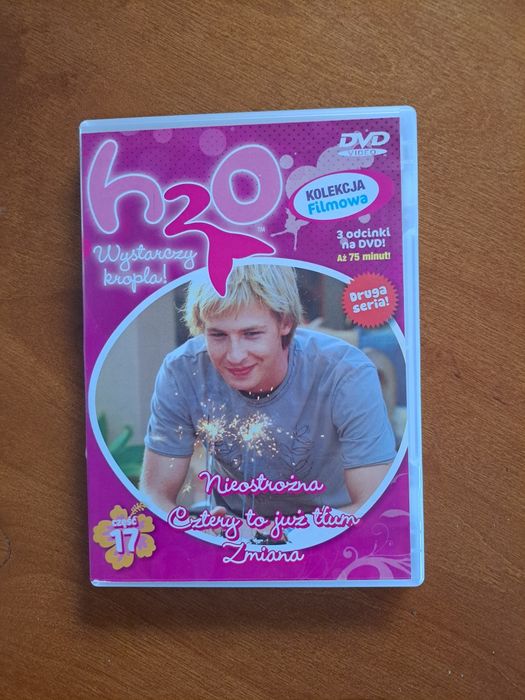 DVD
VIDEO
h2O
TM
Wystarczy
kropla!
KOLEKCJA
Filmowa
3 odcinki
na DVD!
Aż 75 minut!
Druga
seria!
Nieostrożna
Cztery to już tłum
Zmiana
część
17